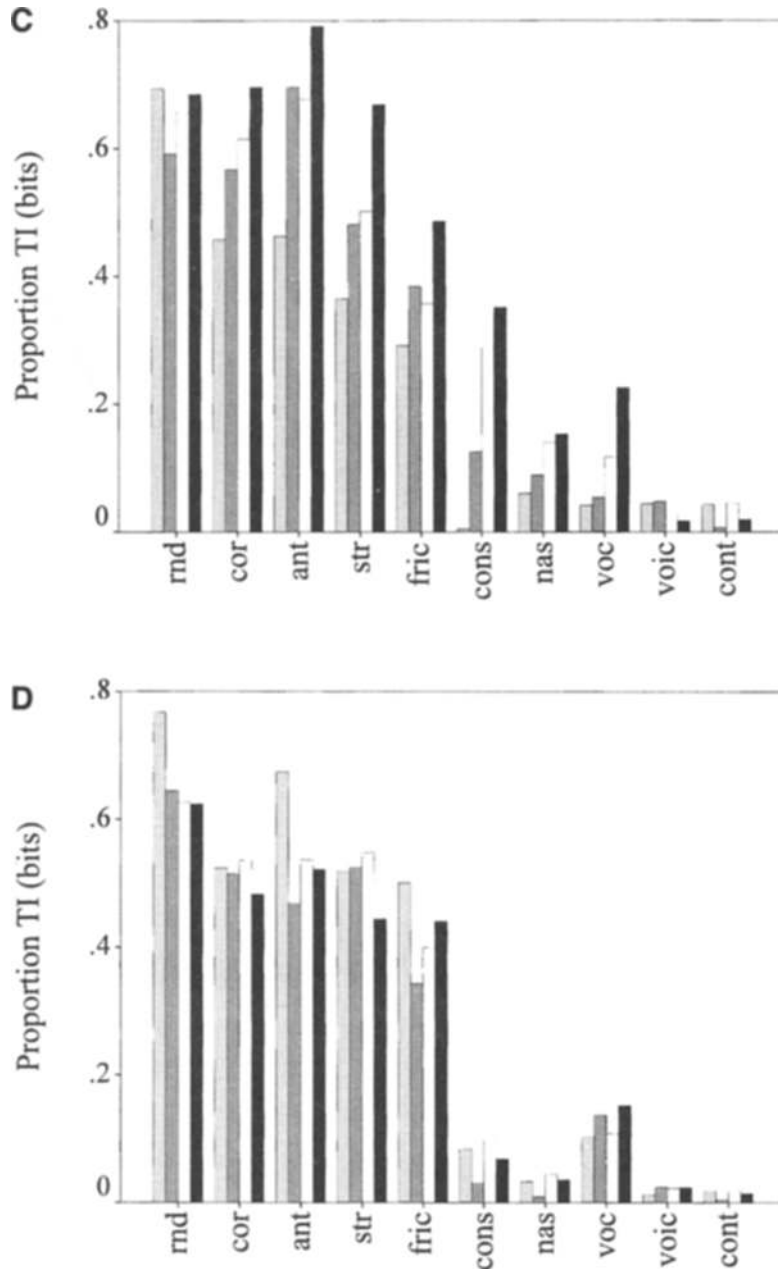 C
Proportion TI (bits)
.8
.6
.4
.2
0
rnd cor ant str fric cons nas voc voic cont
D
Proportion TI (bits)
.8
.6
.4
.2
0
rnd cor ant str fric cons nas voc voic cont